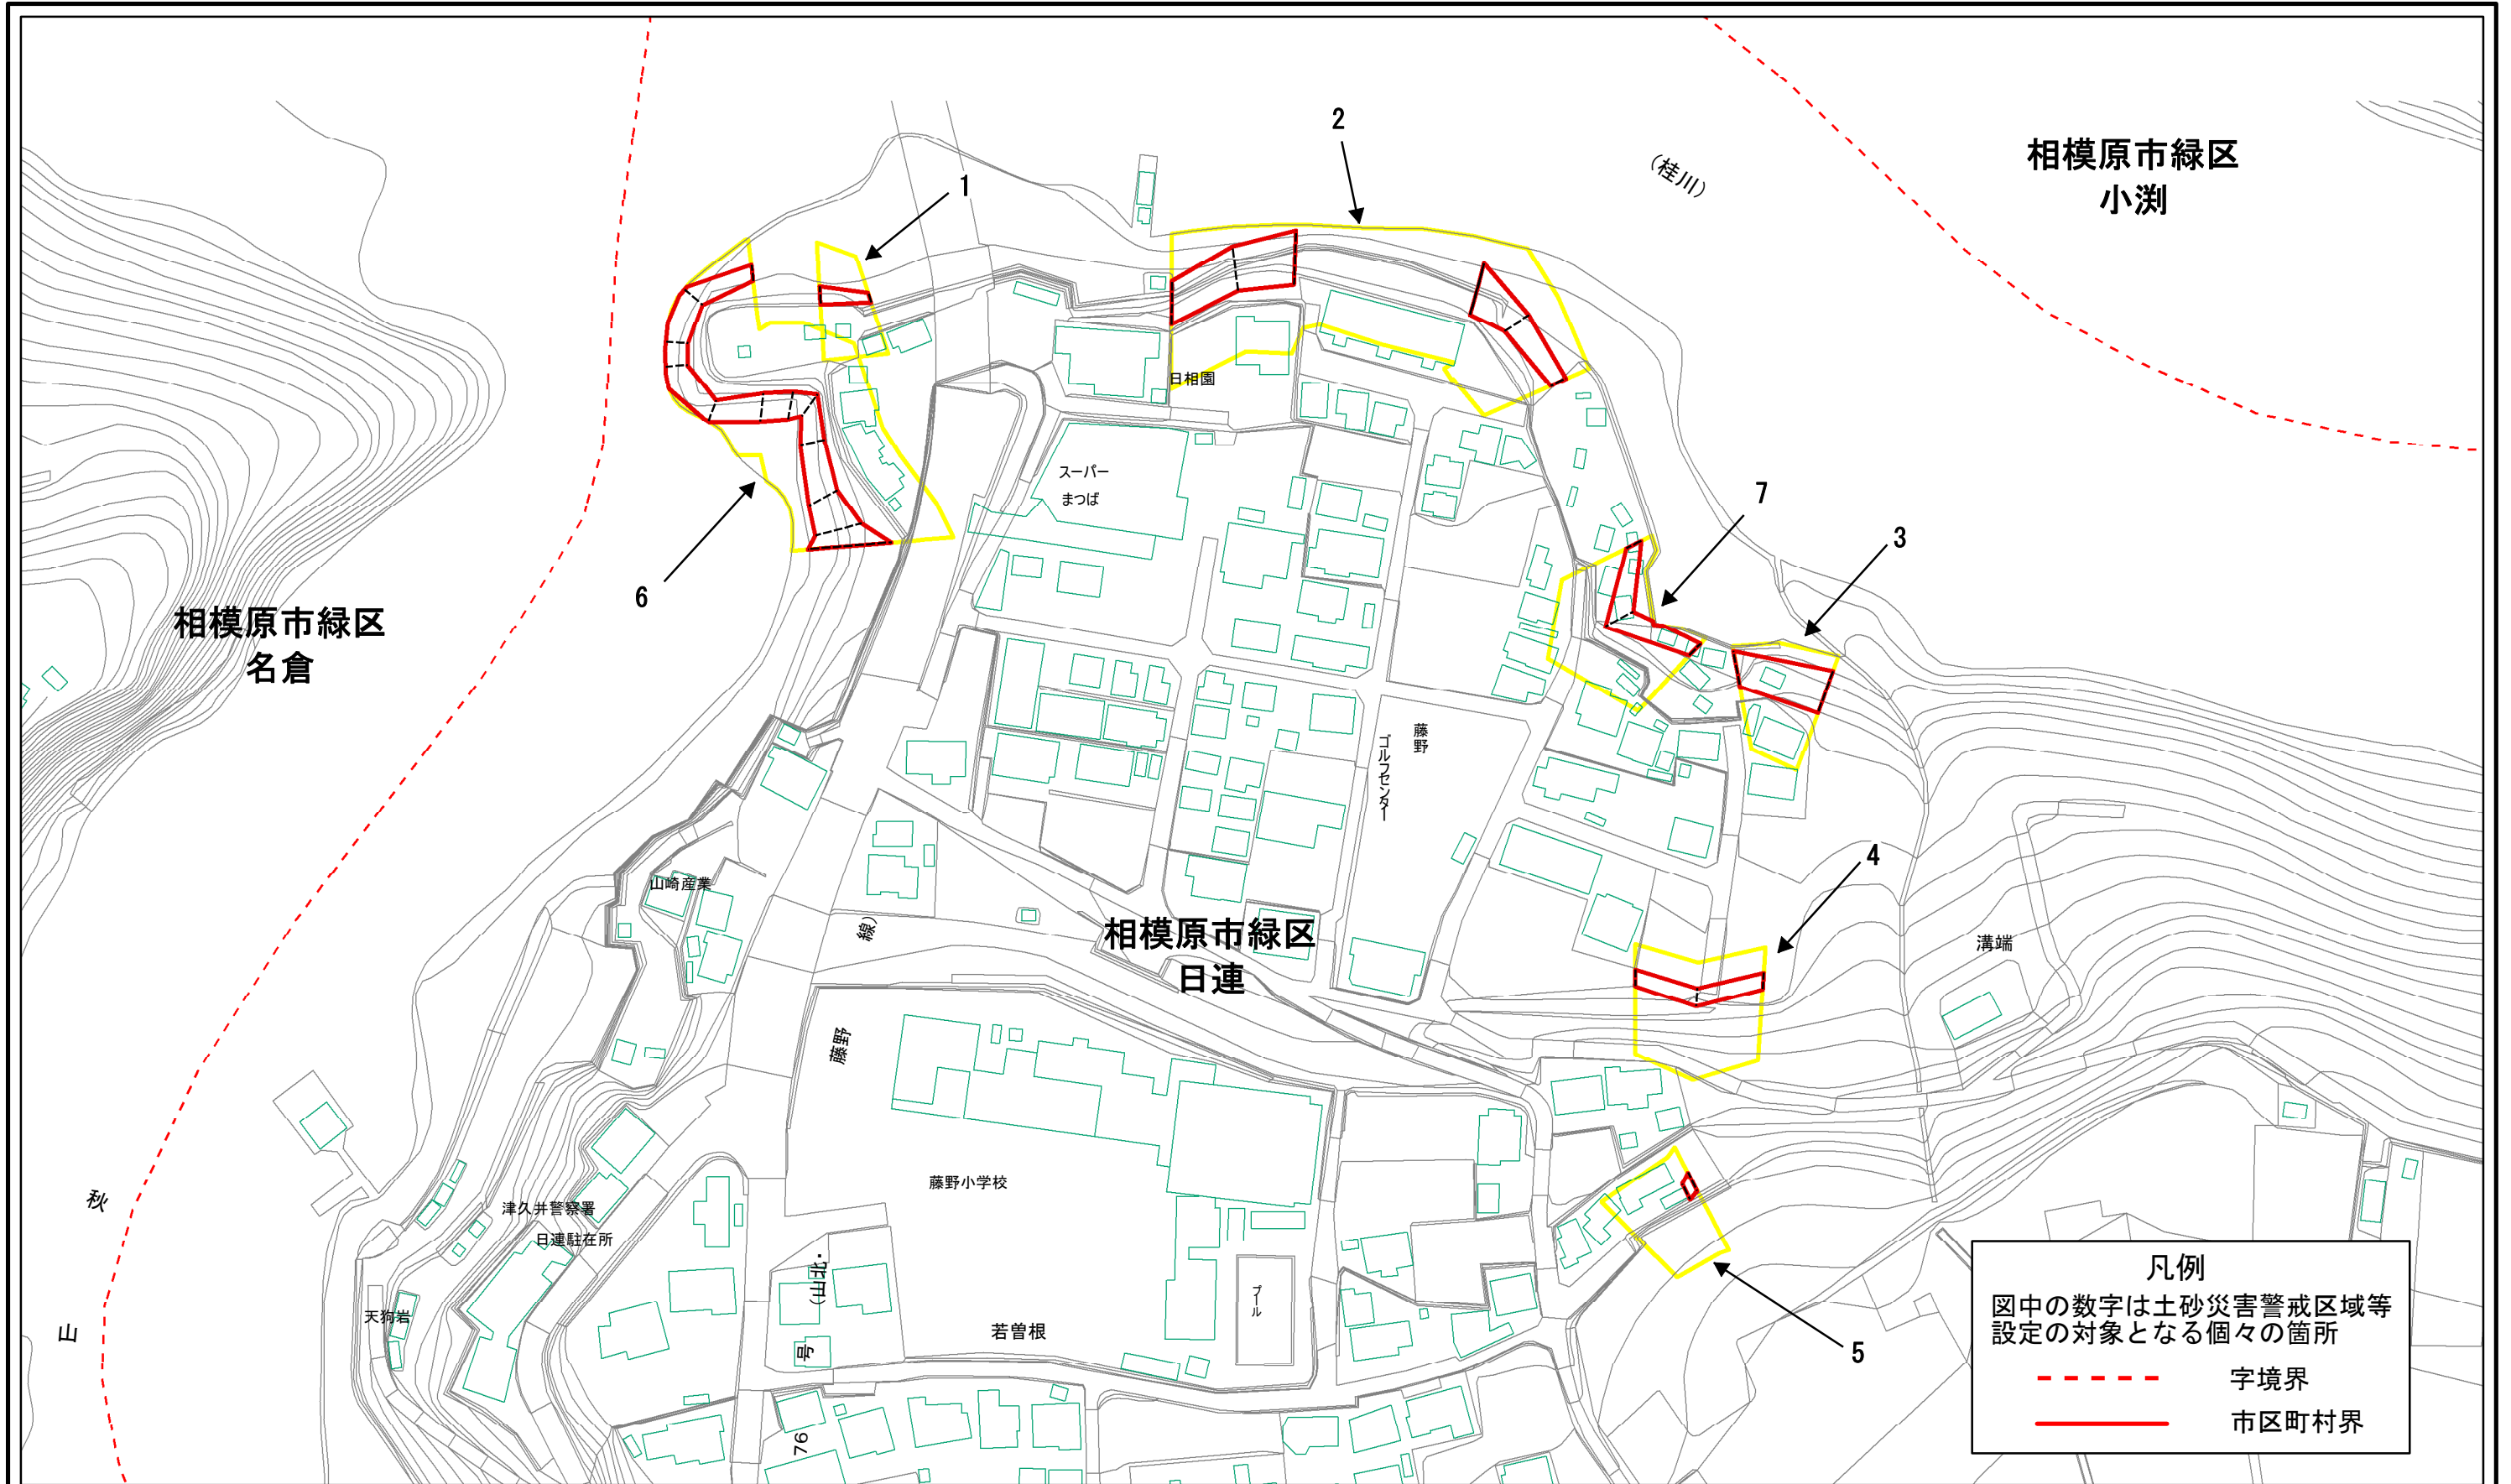 2
1
(桂川)
相模原市緑区
小渕
日相園
スーパー
まつば
7
3
6
相模原市緑区
名倉
藤野
ゴルフセンター
4
山崎産業
線)
相模原市緑区
日連
溝端
藤野
藤野小学校
秋
津久井警察署
日連駐在所
(山北・
プール
天狗岩
山
若曽根
号
5
76
凡例
図中の数字は土砂災害警戒区域等
設定の対象となる個々の箇所
字境界
市区町村界